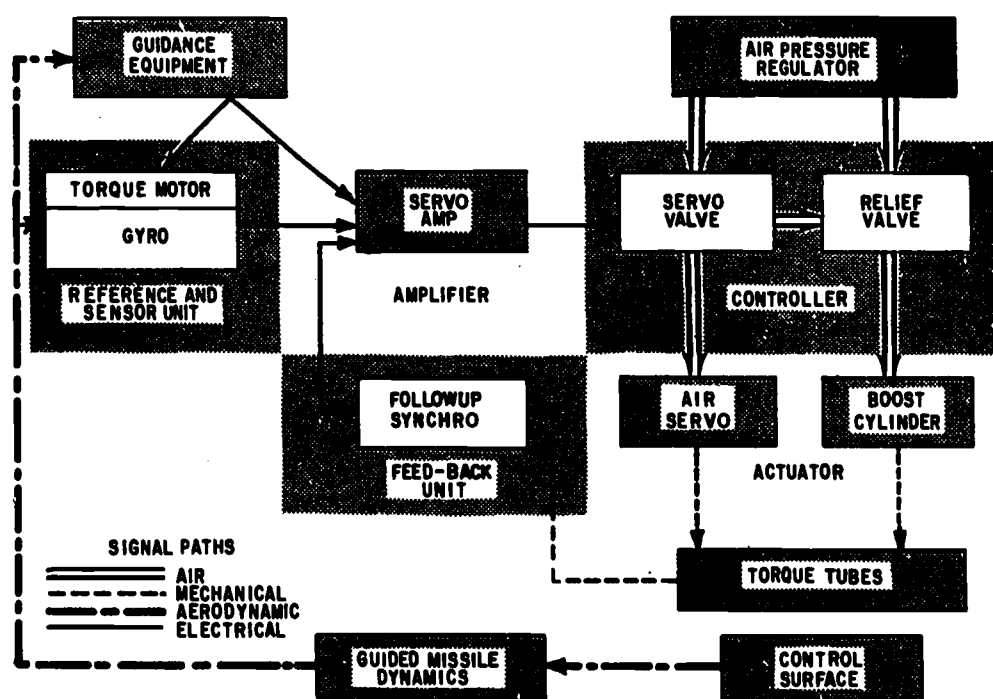 GUIDANCE
EQUIPMENT
AIR PRESSURE
REGULATOR
TORQUE MOTOR
GYRO
REFERENCE AND
SENSOR UNIT
SERVO
AMP
AMPLIFIER
SERVO
VALVE
RELIEF
VALVE
CONTROLLER
FOLLOWUP
SYNCHRO
FEED-BACK
UNIT
AIR
SERVO
BOOST
CYLINDER
ACTUATOR
TORQUE TUBES
SIGNAL PATHS
AIR
MECHANICAL
AERODYNAMIC
ELECTRICAL
GUIDED MISSILE
DYNAMICS
CONTROL
SURFACE